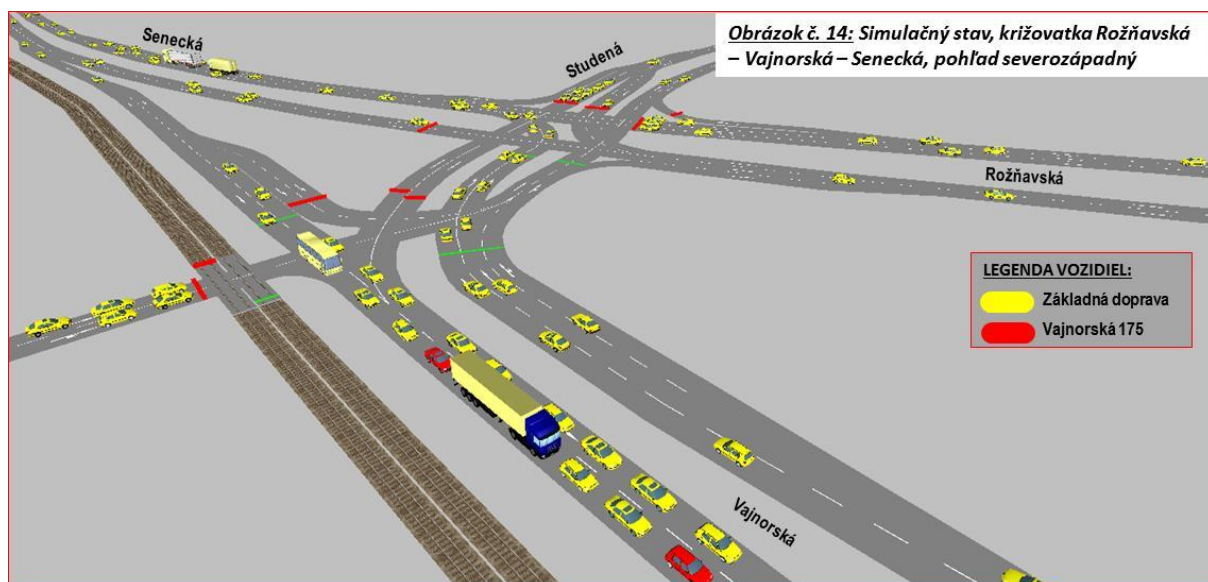 Obrázok č. 14: Simulačný stav, križovatka Rožňavská
– Vajnorská – Senecká, pohľad severozápadný
Senecká
Studená
Rožňavská
LEGENDA VOZIDIEL:
Základná doprava
Vajnorská 175
Vajnorská